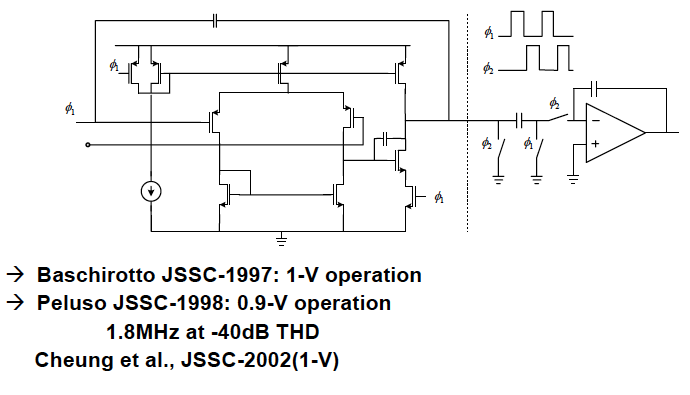 ϕ1
ϕ2
ϕ1
ϕ1
ϕ2
ϕ2
ϕ1
−
+
ϕ1
→ Baschirotto JSSC-1997: 1-V operation
→ Peluso JSSC-1998: 0.9-V operation
1.8MHz at -40dB THD
Cheung et al., JSSC-2002(1-V)